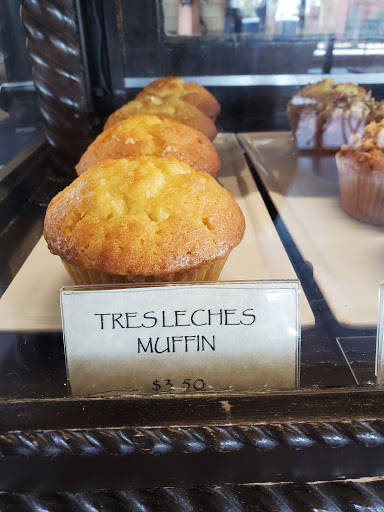 TRES LECHES
MUFFIN
$3.50